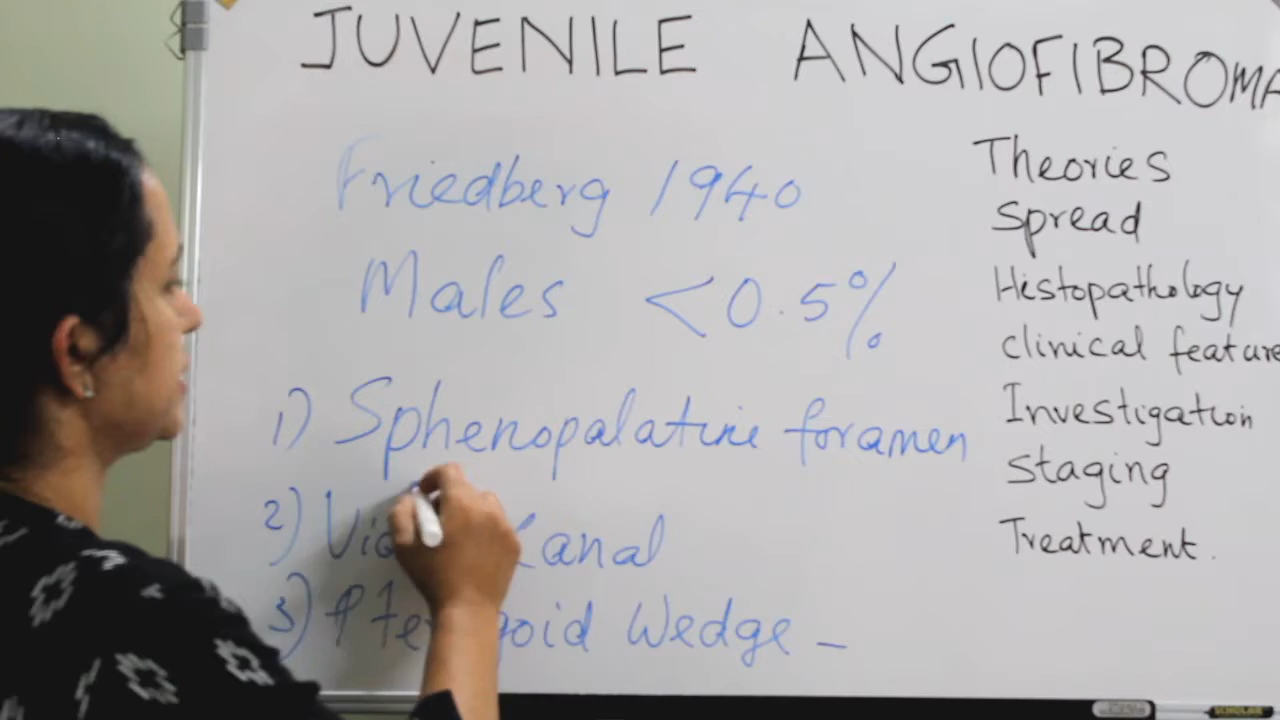 JUVENILE ANGIOFIBROMA
Friedberg 1940
Males <0.5%
1) Sphenopalatine foramen
2) Canal
3) Wedge -
Theories
Spread
Histopathology
Clinical feature
Investigation
Staging
Treatment.
SCHOLAR